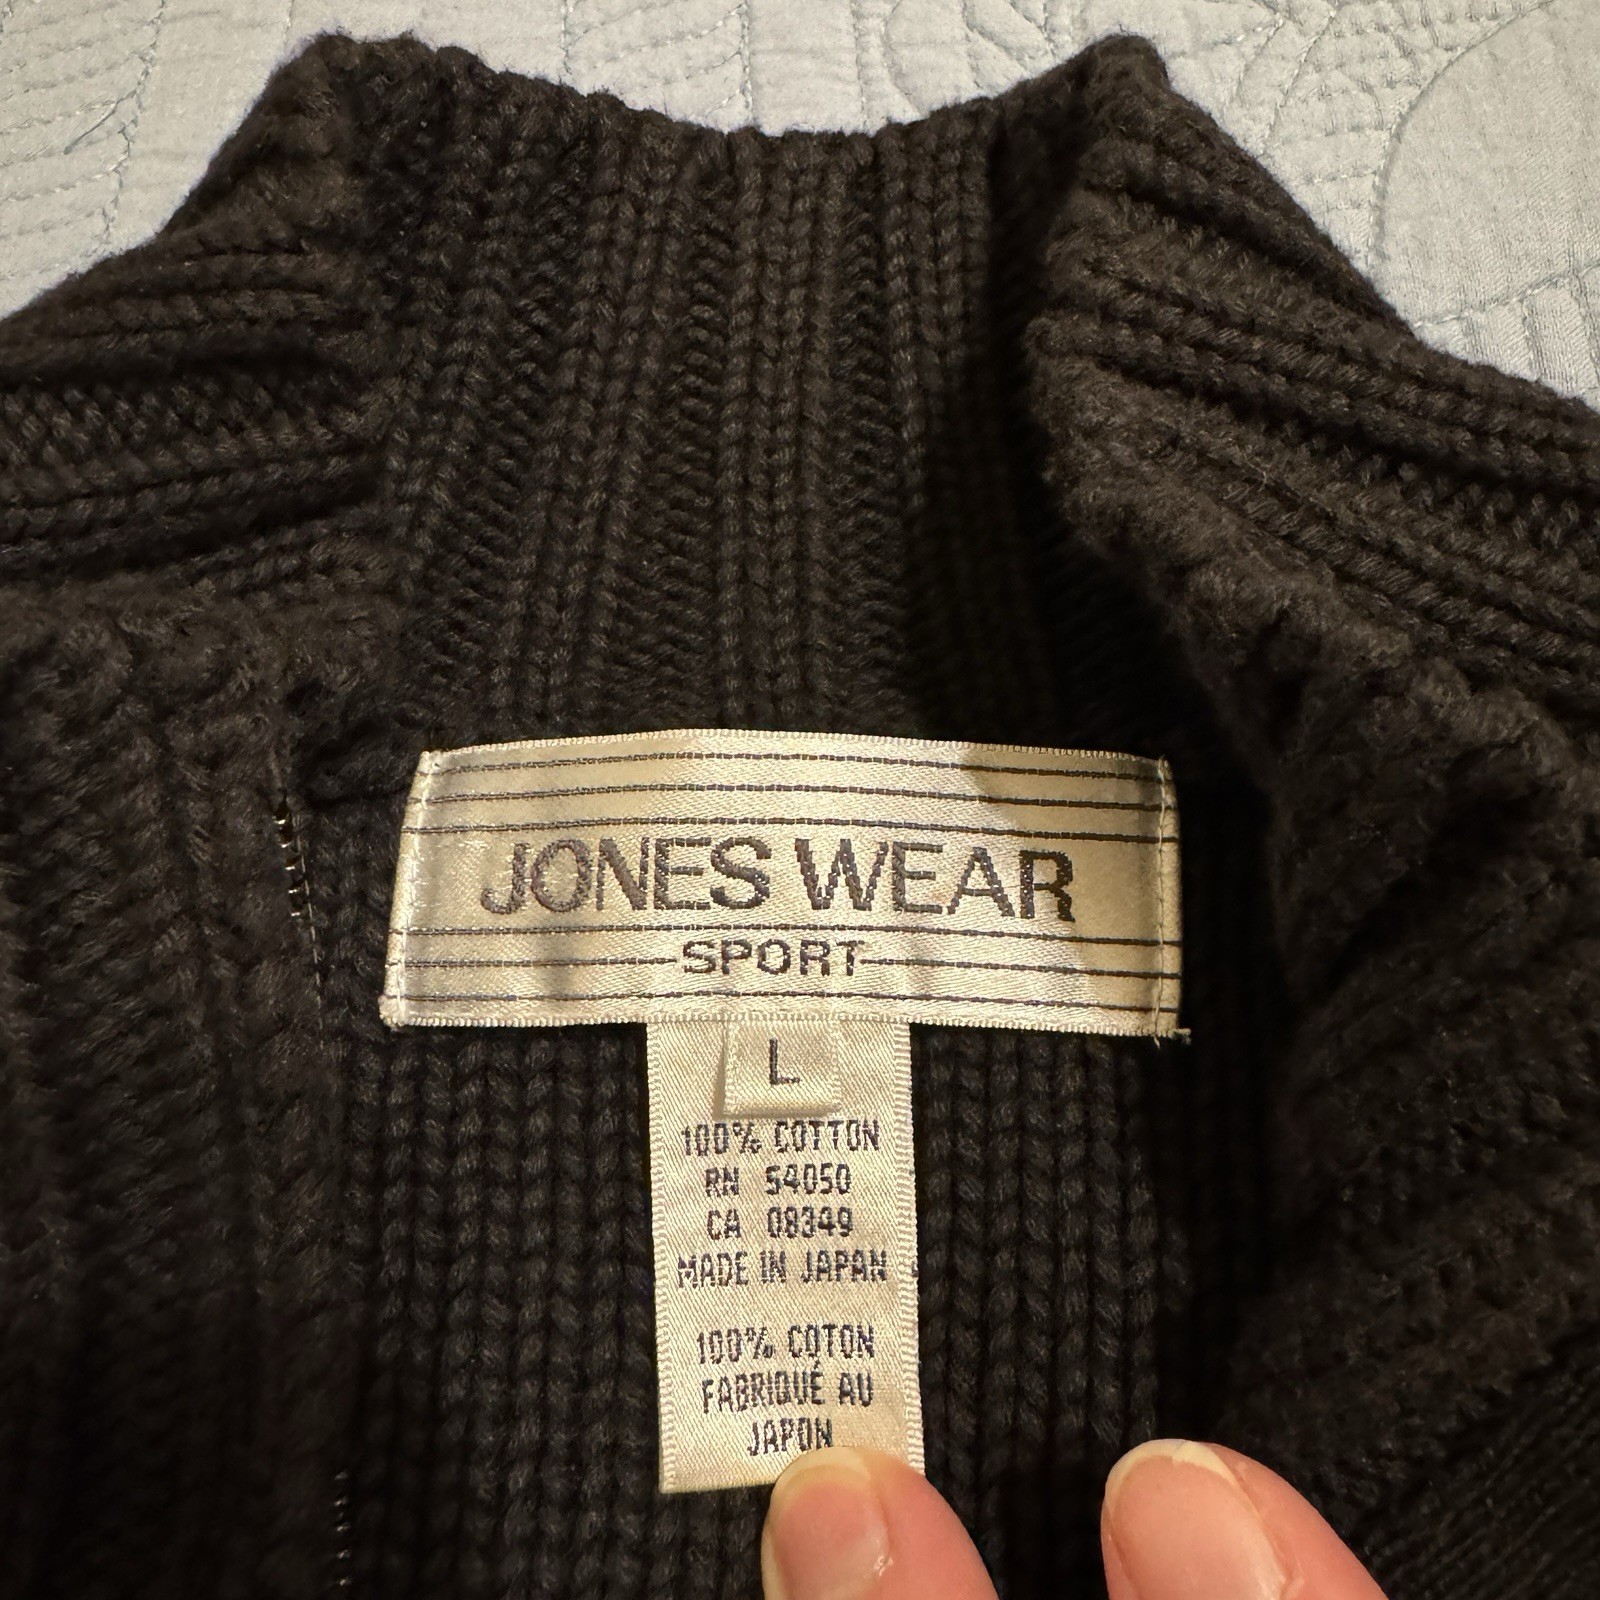 JONES WEAR
SPORT
L
100% COTTON
RN 54050
CA 08349
MADE IN JAPAN
100% COTON
FABRIQUÉ AU
JAPON